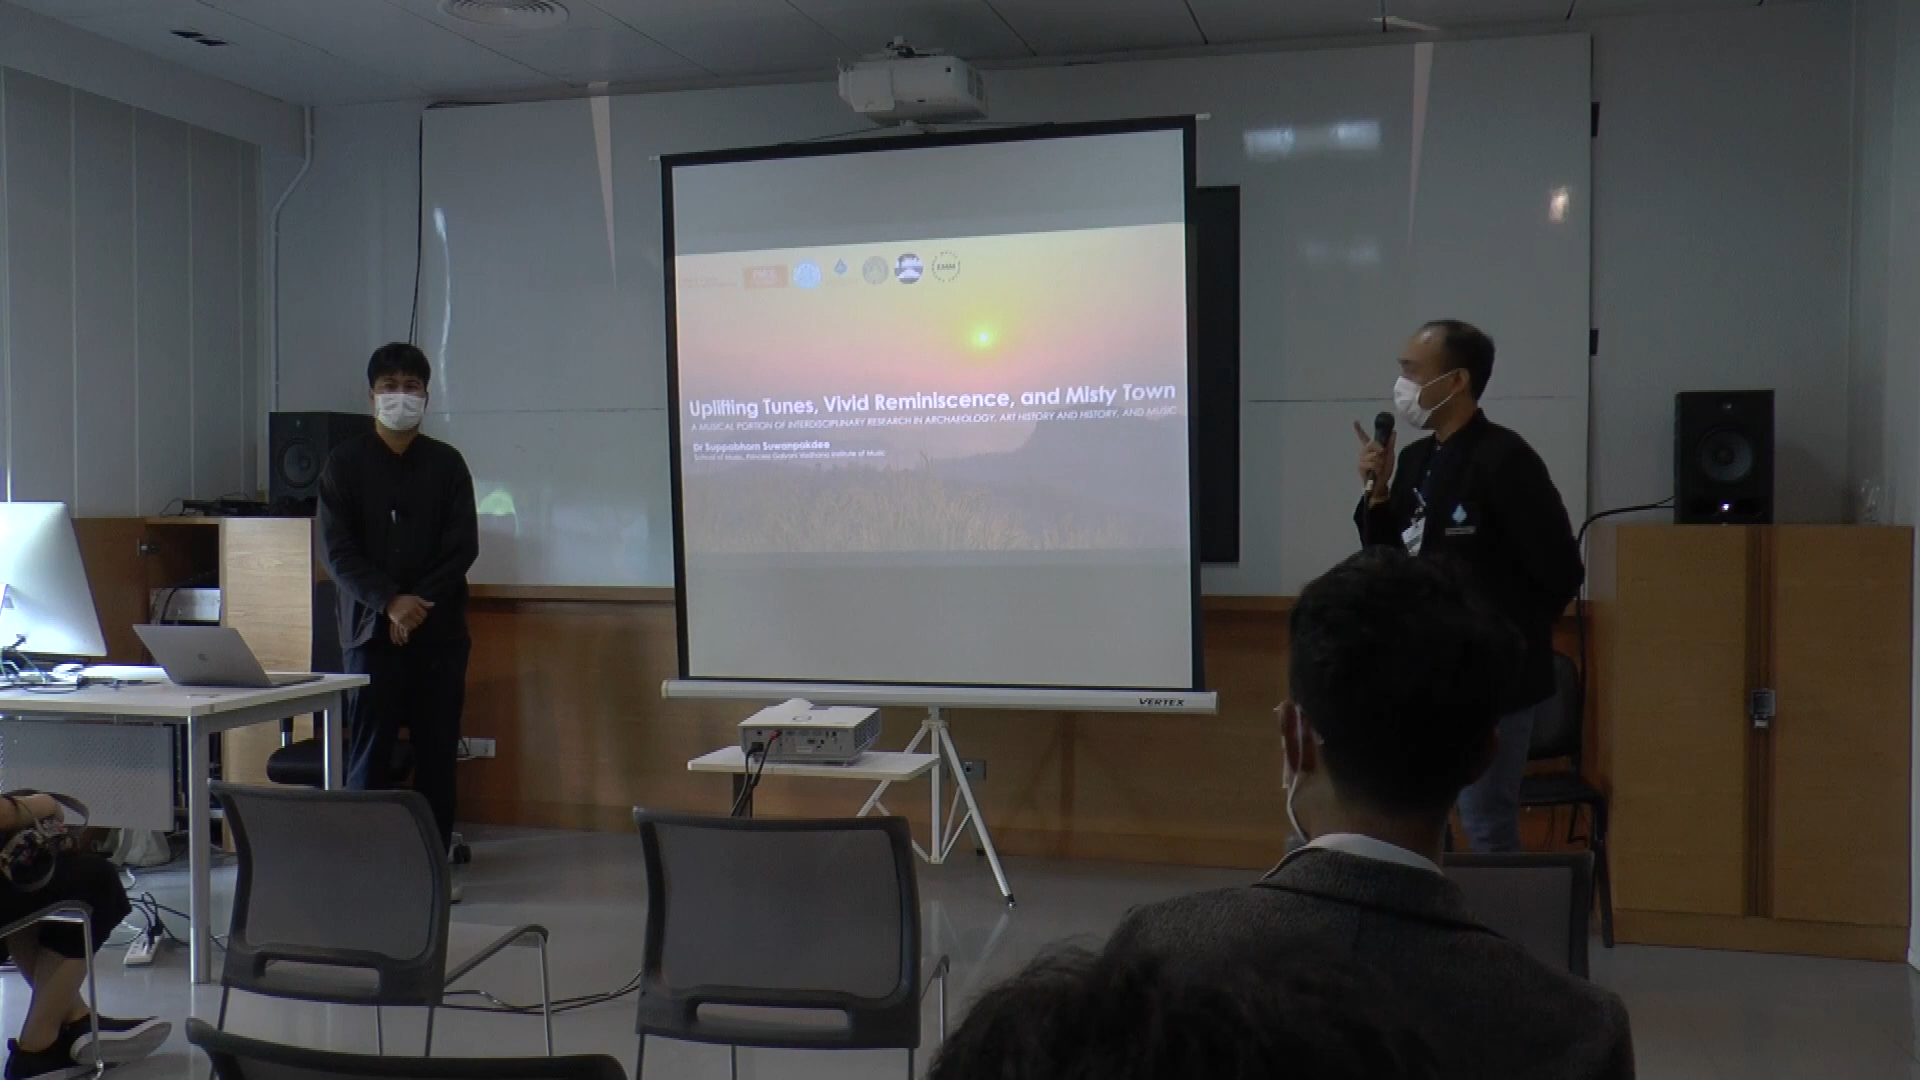 EMM
Uplifting Tunes, Vivid Reminiscence, and Misty Town
A MUSICAL PORTION OF INTERDISCIPLINARY RESEARCH IN ARCHAEOLOGY, ART HISTORY AND HISTORY, AND MUSIC
Dr Suppabhorn Suwanpakdee
School of Music, Princess Galyani Vadhana Institute of Music
VERTEX